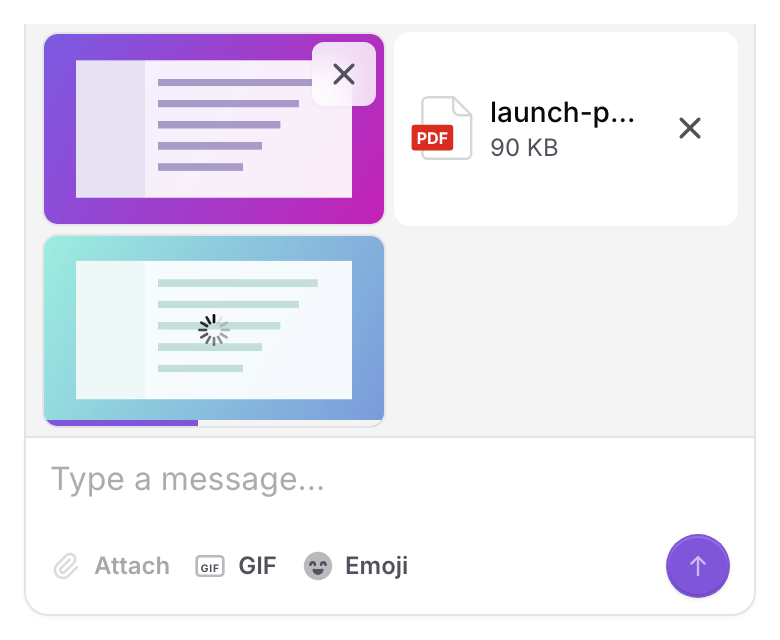 PDF
launch-p...
90 KB
Type a message...
Attach
GIF
GIF
Emoji